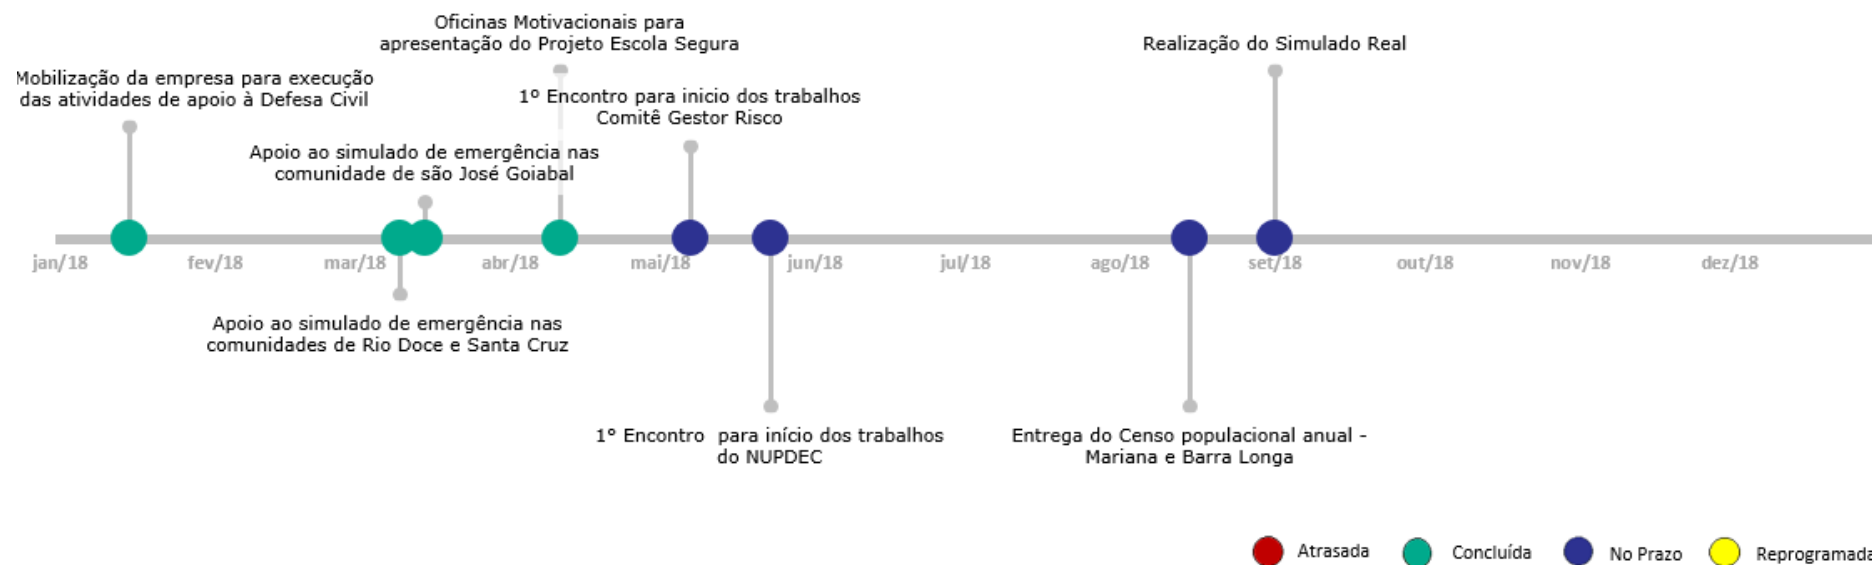 Oficinas Motivacionais para
apresentação do Projeto Escola Segura
Realização do Simulado Real
Mobilização da empresa para execução
das atividades de apoio à Defesa Civil
1º Encontro para inicio dos trabalhos
Comitê Gestor Risco
Apoio ao simulado de emergência nas
comunidade de são José Goiabal
jan/18 fev/18 mar/18 abr/18 mai/18 jun/18 jul/18 ago/18 set/18 out/18 nov/18 dez/18
Apoio ao simulado de emergência nas
comunidades de Rio Doce e Santa Cruz
1° Encontro para início dos trabalhos
do NUPDEC
Entrega do Censo populacional anual -
Mariana e Barra Longa
Atrasada Concluída No Prazo Reprogramada